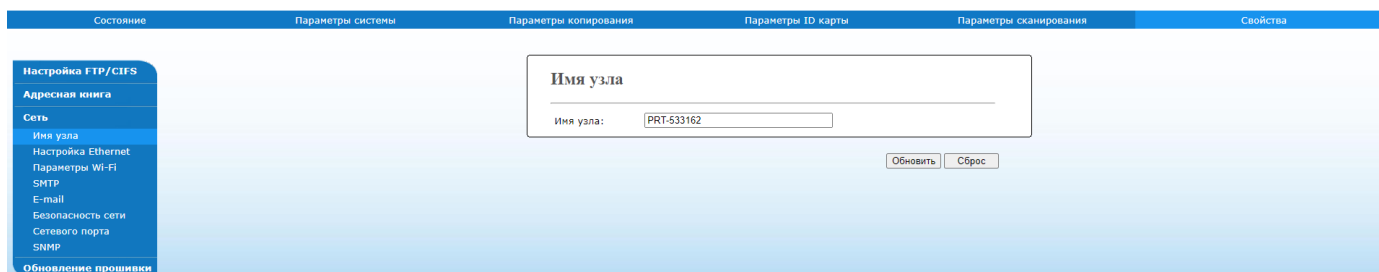 Состояние Параметры системы Параметры копирования Параметры ID карты Параметры сканирования Свойства
Настройка FTP/CIFS
Адресная книга
Сеть
Имя узла
Настройка Ethernet
Параметры Wi-Fi
SMTP
E-mail
Безопасность сети
Сетевого порта
SNMP
Обновление прошивки
Имя узла
Имя узла: PRT-533162
Обновить Сброс